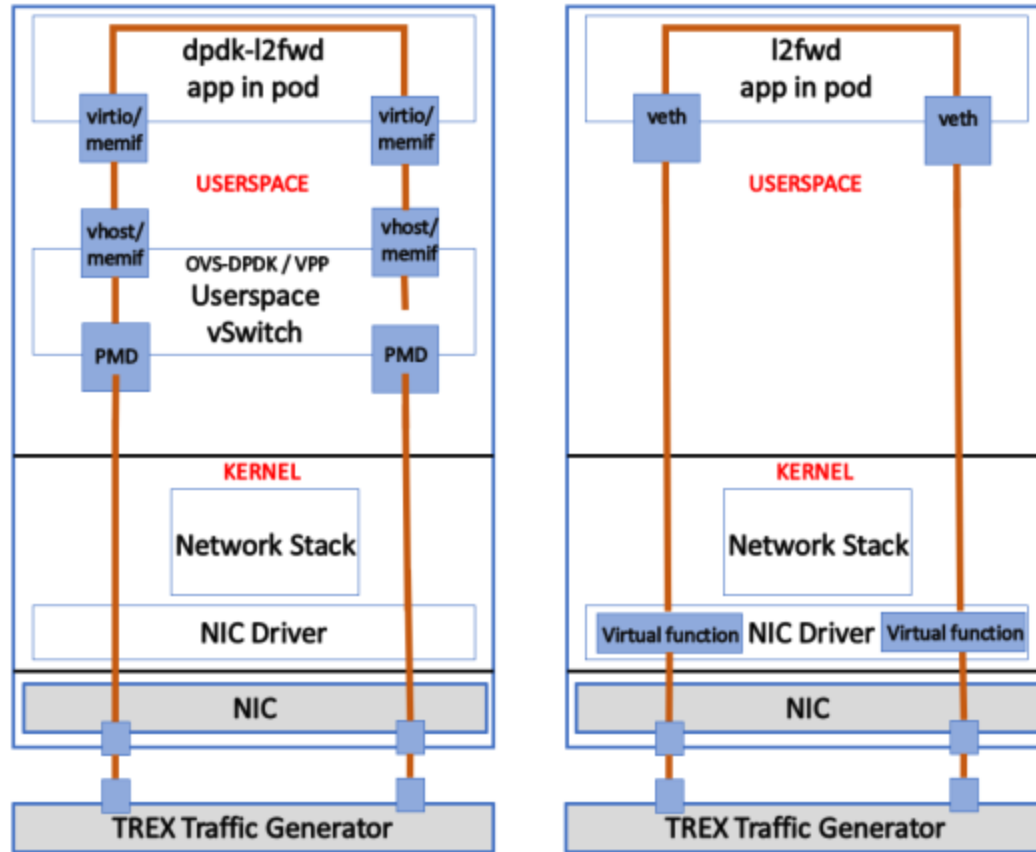 dpdk-l2fwd
app in pod
virtio/
memif
virtio/
memif
USERSPACE
vhost/
memif
vhost/
memif
OVS-DPDK / VPP
Userspace
vSwitch
PMD
PMD
KERNEL
Network Stack
NIC Driver
NIC
TREX Traffic Generator
l2fwd
app in pod
veth
veth
USERSPACE
KERNEL
Network Stack
Virtual function
NIC Driver
Virtual function
NIC
TREX Traffic Generator